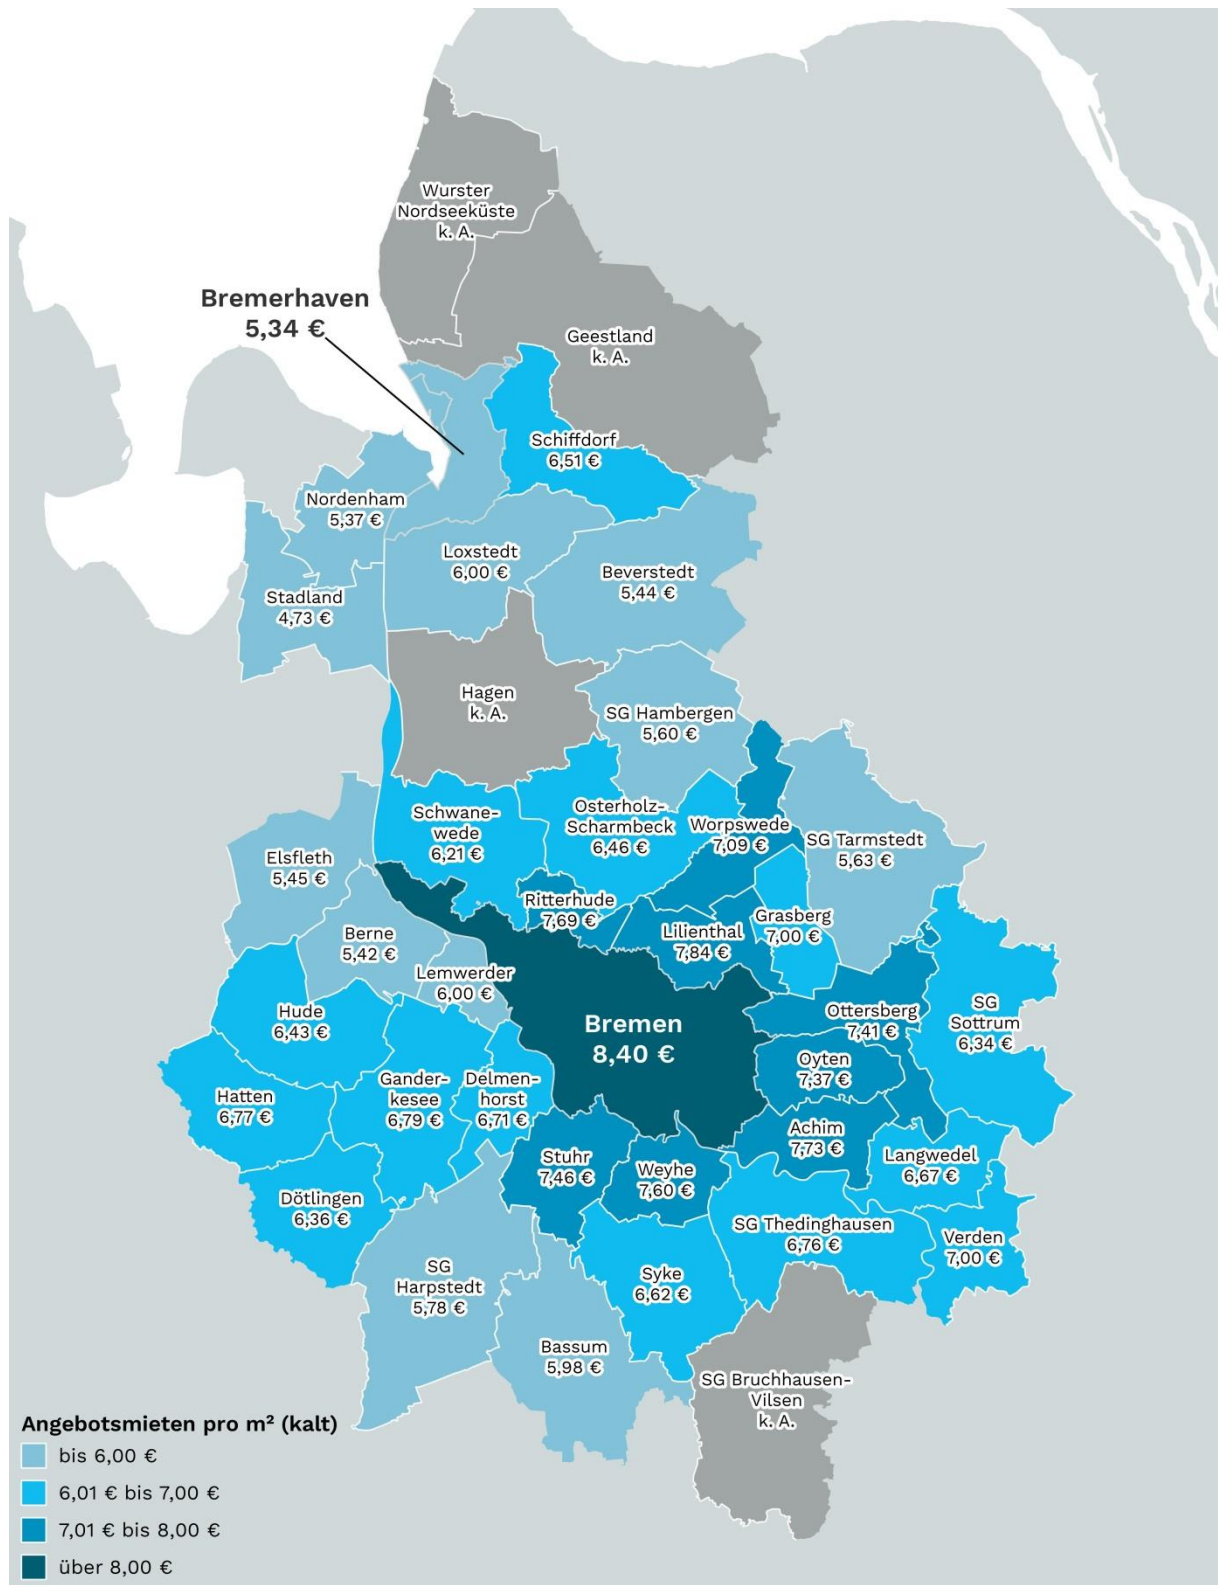 Wurster
Nordseeküste
k. A.
Bremerhaven
5,34 €
Geestland
k. A.
Schiffdorf
6,51 €
Nordenham
5,37 €
Loxstedt
6,00 €
Beverstedt
5,44 €
Stadland
4,73 €
Hagen
k. A.
SG Hambergen
5,60 €
Schwane-
wede
6,21 €
Osterholz-
Scharmbeck
6,46 €
Worpswede
7,09 €
SG Tarmstedt
5,63 €
Elsfleth
5,45 €
Ritterhude
7,69 €
Grasberg
7,00 €
Lilienthal
7,84 €
Berne
5,42 €
Lemwerder
6,00 €
Hude
6,43 €
Bremen
8,40 €
Ottersberg
7,41 €
SG
Sottrum
6,34 €
Oyten
7,37 €
Hatten
6,77 €
Gander-
kesee
6,79 €
Delmen-
horst
6,71 €
Achim
7,73 €
Stuhr
7,46 €
Weyhe
7,60 €
Langwedel
6,67 €
Dötlingen
6,36 €
SG Thedinghausen
6,76 €
Verden
7,00 €
SG
Harpstedt
5,78 €
Syke
6,62 €
Bassum
5,98 €
SG Bruchhausen-
Vilsen
k. A.
Angebotsmieten pro m² (kalt)
bis 6,00 €
6,01 € bis 7,00 €
7,01 € bis 8,00 €
über 8,00 €